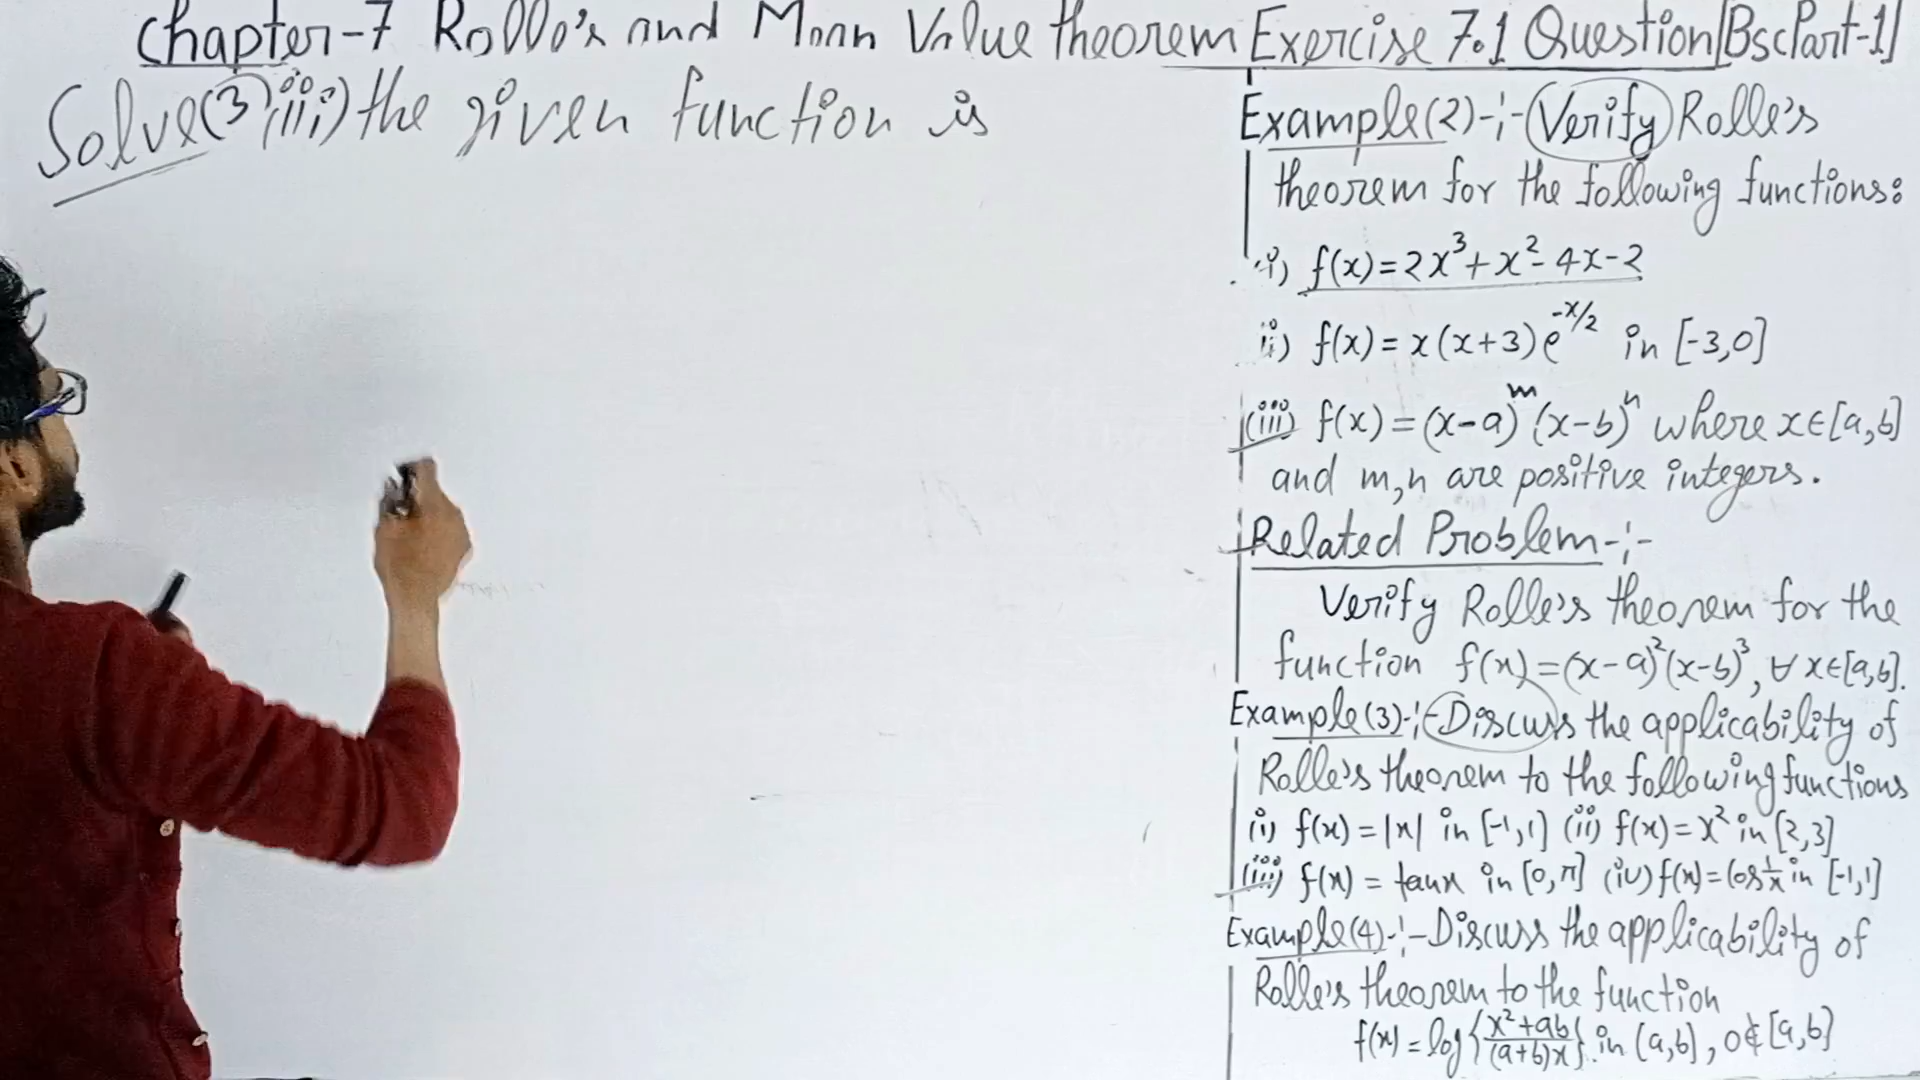 Chapter-7 Rolle's and Mean Value theorem Exercise 7.1 Question[Bsc Part-1]
Solve(3)(iii) the given function is
Example(2)-:-Verify Rolle's
theorem for the following functions:
(i) f(x)=2x³+x²-4x-2
ii) f(x)=x(x+3)e^{-x/2} in [-3,0]
(iii) f(x)=(x-a)^m (x-b)^n where x∈[a,b]
and m,n are positive integers.
Related Problem-:-
Verify Rolle's theorem for the
function f(x)=(x-a)²(x-b)³, ∀ x∈[a,b].
Example(3)-:-Discuss the applicability of
Rolle's theorem to the following functions
(i) f(x)=|x| in [-1,1] (ii) f(x)=x² in [2,3]
(iii) f(x)=tanx in [0,π] (iv) f(x)=Cos 1/x in [-1,1]
Example(4)-:-Discuss the applicability of
Rolle's theorem to the function
f(x)=log{x²+ab/(a+b)x} in [a,b], 0∉[a,b]